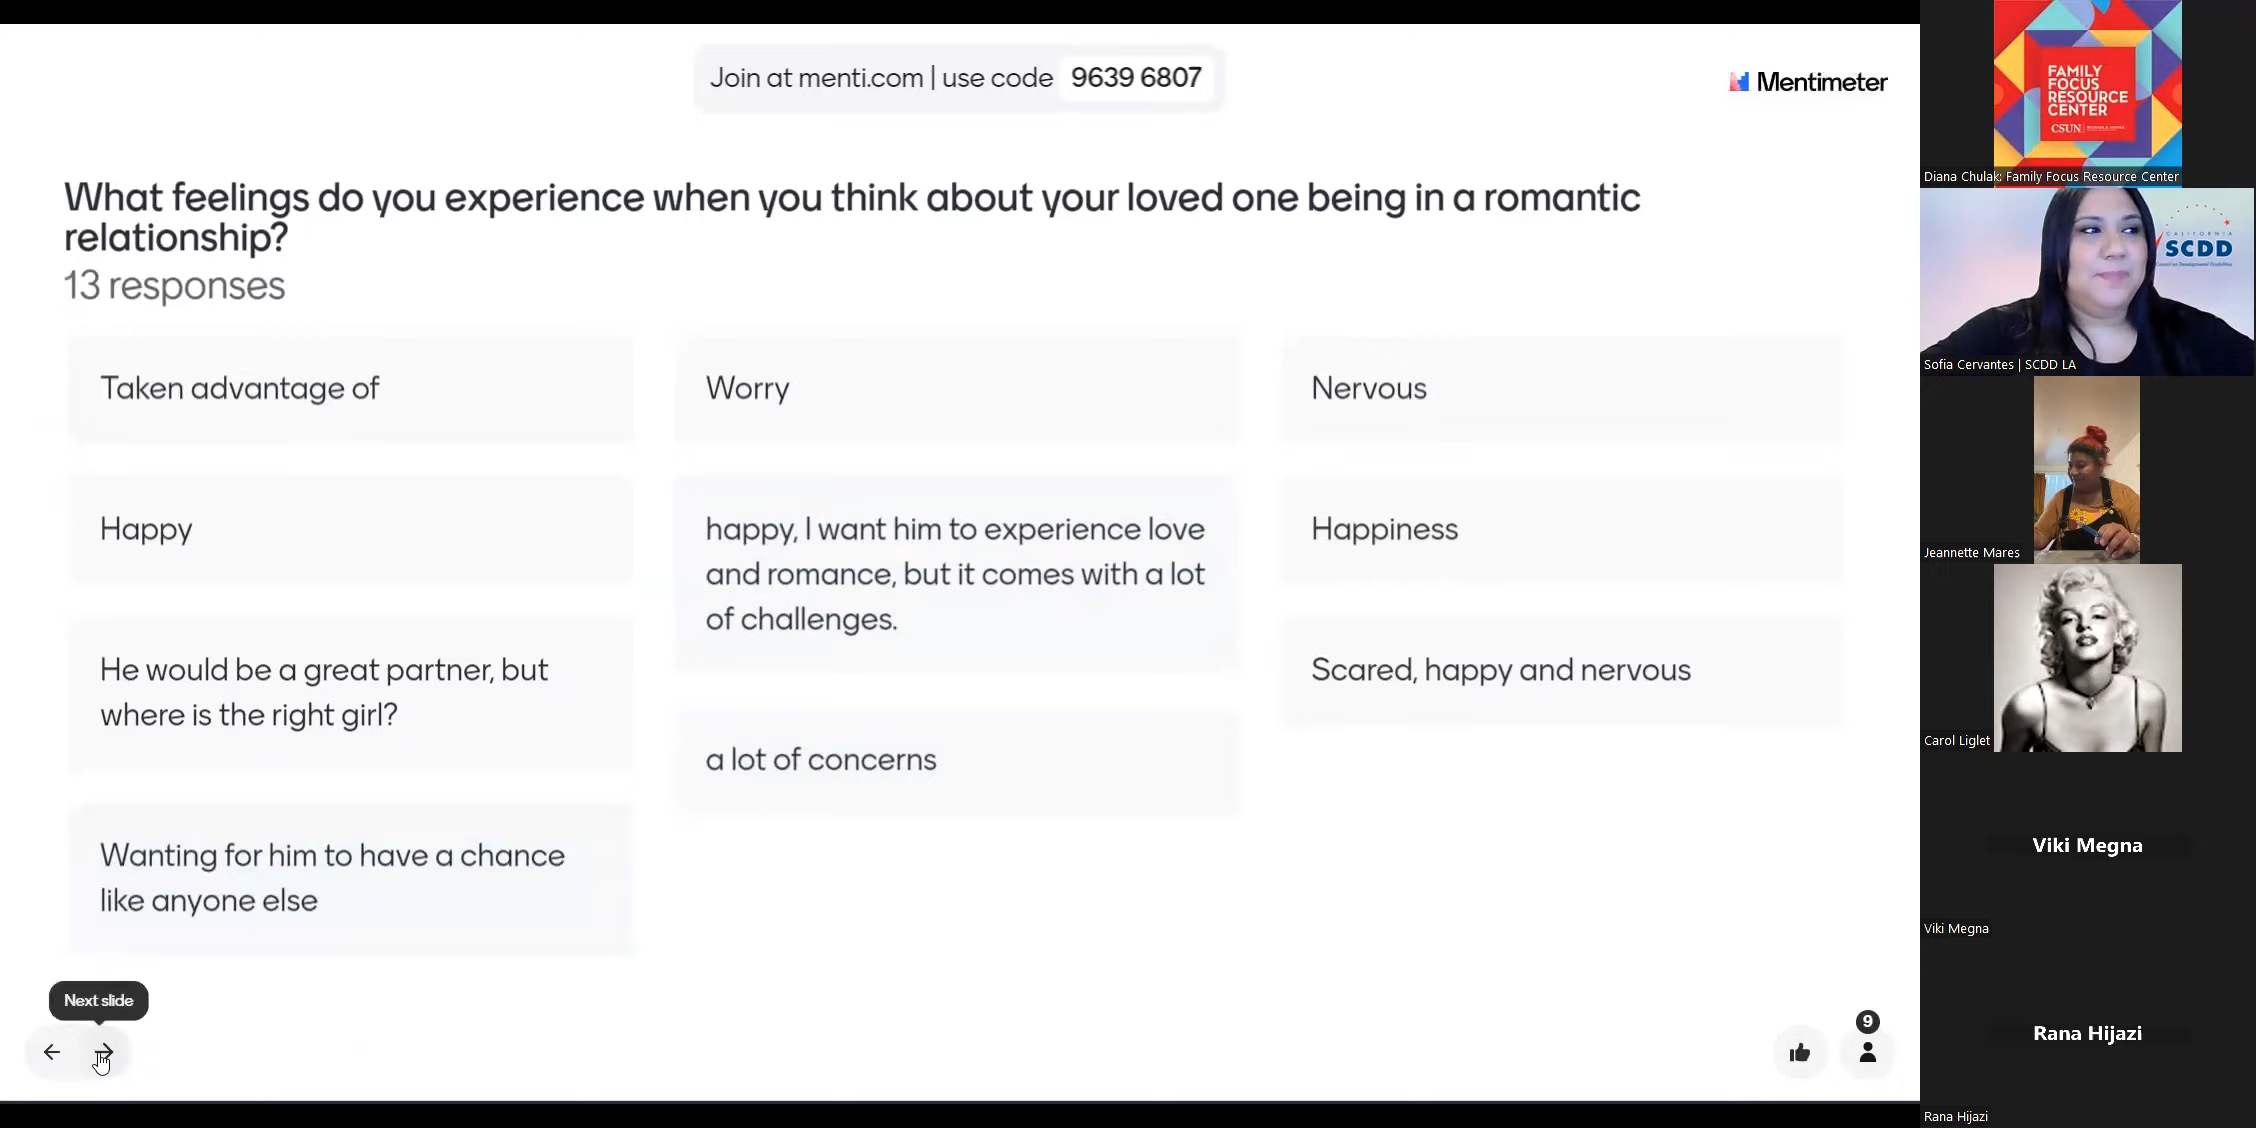 Join at menti.com | use code 9639 6807
Mentimeter
What feelings do you experience when you think about your loved one being in a romantic
relationship?
13 responses
Taken advantage of
Worry
Nervous
Happy
happy, I want him to experience love
and romance, but it comes with a lot
of challenges.
Happiness
He would be a great partner, but
where is the right girl?
Scared, happy and nervous
a lot of concerns
Wanting for him to have a chance
like anyone else
Next slide
9
FAMILY
FOCUS
RESOURCE
CENTER
CSUN
Diana Chulak: Family Focus Resource Center
CALIFORNIA
SCDD
Sofia Cervantes | SCDD LA
Jeannette Mares
Carol Liglet
Viki Megna
Viki Megna
Rana Hijazi
Rana Hijazi